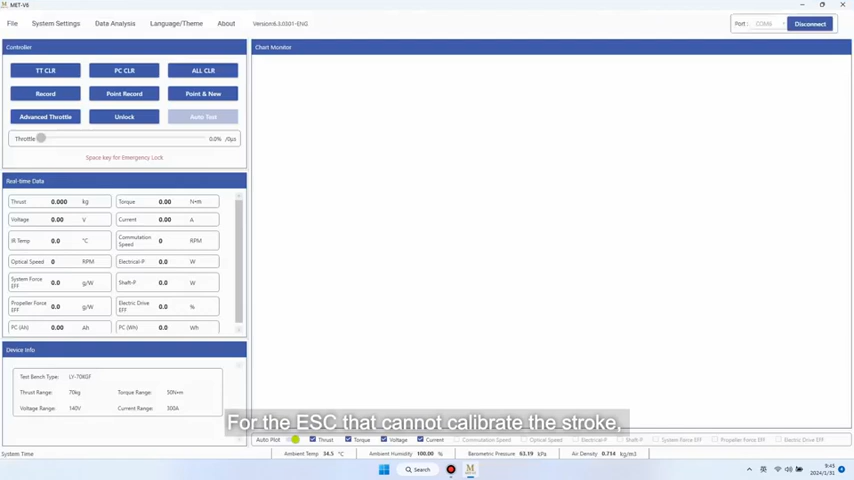 MET-V6
File System Settings Data Analysis Language/Theme About Version:6.3.0301-ENG Port : COM6 Disconnect
Controller
TT CLR PC CLR ALL CLR
Record Point Record Point & New
Advanced Throttle Unlock Auto Test
Throttle 0.0% /0μs
Space key for Emergency Lock
Real-time Data
Thrust 0.000 kg Torque 0.00 N•m
Voltage 0.00 V Current 0.00 A
IR Temp 0.0 °C Commutation Speed 0 RPM
Optical Speed 0 RPM Electrical-P 0.0 W
System Force EFF 0.0 g/W Shaft-P 0.0 W
Propeller Force EFF 0.0 g/W Electric Drive EFF 0.0 %
PC (Ah) 0.00 Ah PC (Wh) 0.0 Wh
Device Info
Test Bench Type: LY-70KGF
Thrust Range: 70kg Torque Range: 50N•m
Voltage Range: 140V Current Range: 300A
Chart Monitor
For the ESC that cannot calibrate the stroke,
Auto Plot Thrust Torque Voltage Current Commutation Speed Optical Speed Electrical-P Shaft-P System Force EFF Propeller Force EFF Electric Drive EFF
System Time Ambient Temp 34.5 °C Ambient Humidity 100.00 % Barometric Pressure 63.19 kPa Air Density 0.714 kg/m3
Search
英
9:45
2024/1/31